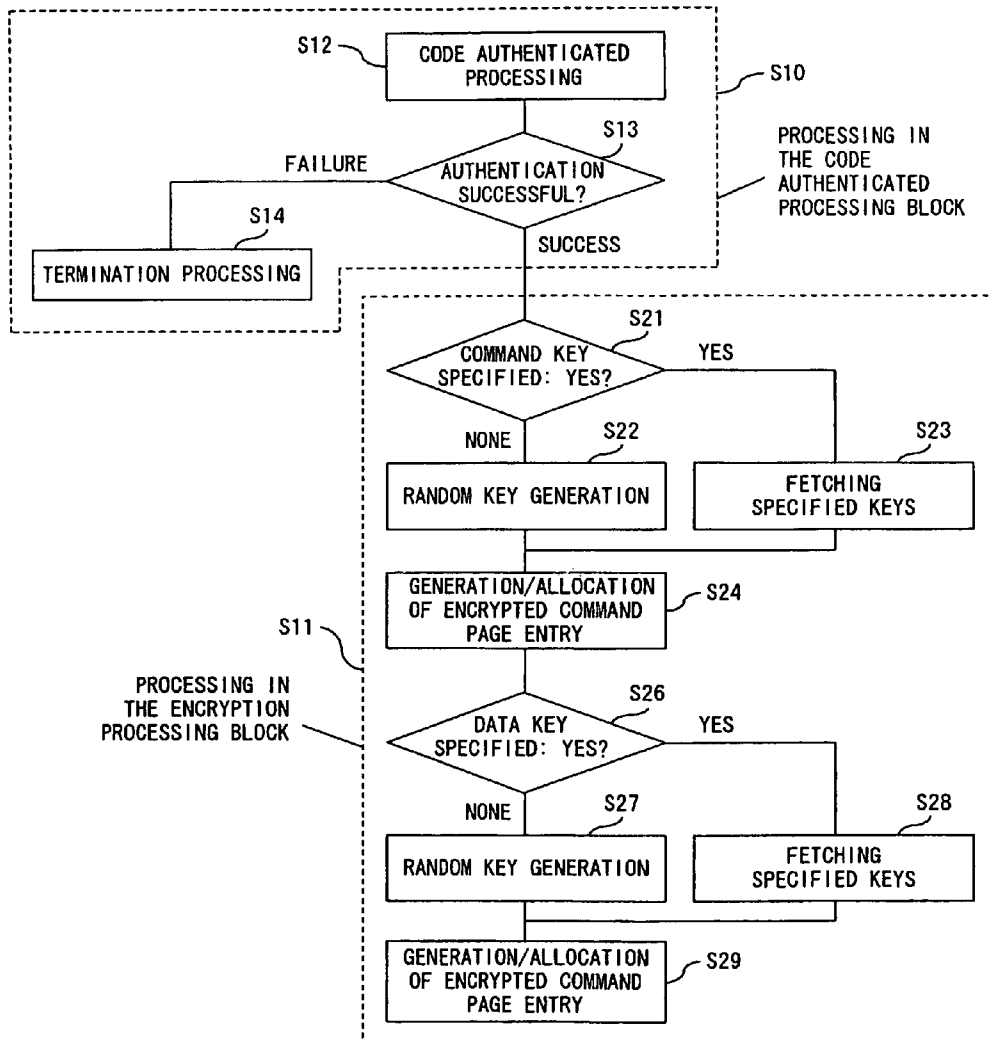 S12
CODE AUTHENTICATED
PROCESSING
S10
S13
PROCESSING IN
THE CODE
AUTHENTICATED
PROCESSING BLOCK
FAILURE
AUTHENTICATION
SUCCESSFUL?
S14
SUCCESS
TERMINATION PROCESSING
S21
COMMAND KEY
SPECIFIED: YES?
YES
NONE
S22
S23
RANDOM KEY GENERATION
FETCHING
SPECIFIED KEYS
GENERATION/ALLOCATION
OF ENCRYPTED COMMAND
PAGE ENTRY
S24
S11
PROCESSING IN
THE ENCRYPTION
PROCESSING BLOCK
S26
DATA KEY
SPECIFIED: YES?
YES
NONE
S27
S28
RANDOM KEY GENERATION
FETCHING
SPECIFIED KEYS
GENERATION/ALLOCATION
OF ENCRYPTED COMMAND
PAGE ENTRY
S29